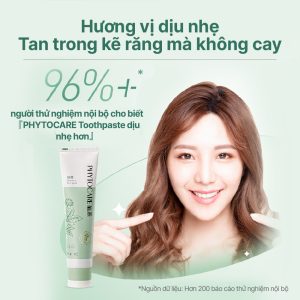 Hương vị dịu nhẹ
Tan trong kẽ răng mà không cay
96%+*
người thử nghiệm nội bộ cho biết
『PHYTOCARE Toothpaste dịu
nhẹ hơn』
PHYTOCARE
*Nguồn dữ liệu: Hơn 200 báo cáo thử nghiệm nội bộ